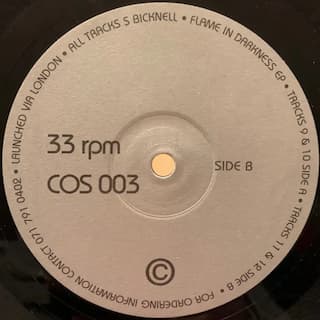 • LAUNCHED VIA LONDON • ALL TRACKS S BICKNELL • FLAME IN DARKNESS EP • TRACKS 9 & 10 SIDE A • TRACKS 11 & 12 SIDE B • FOR ORDERING INFORMATION CONTACT 071 791 0402
33 rpm
COS 003
SIDE B
©